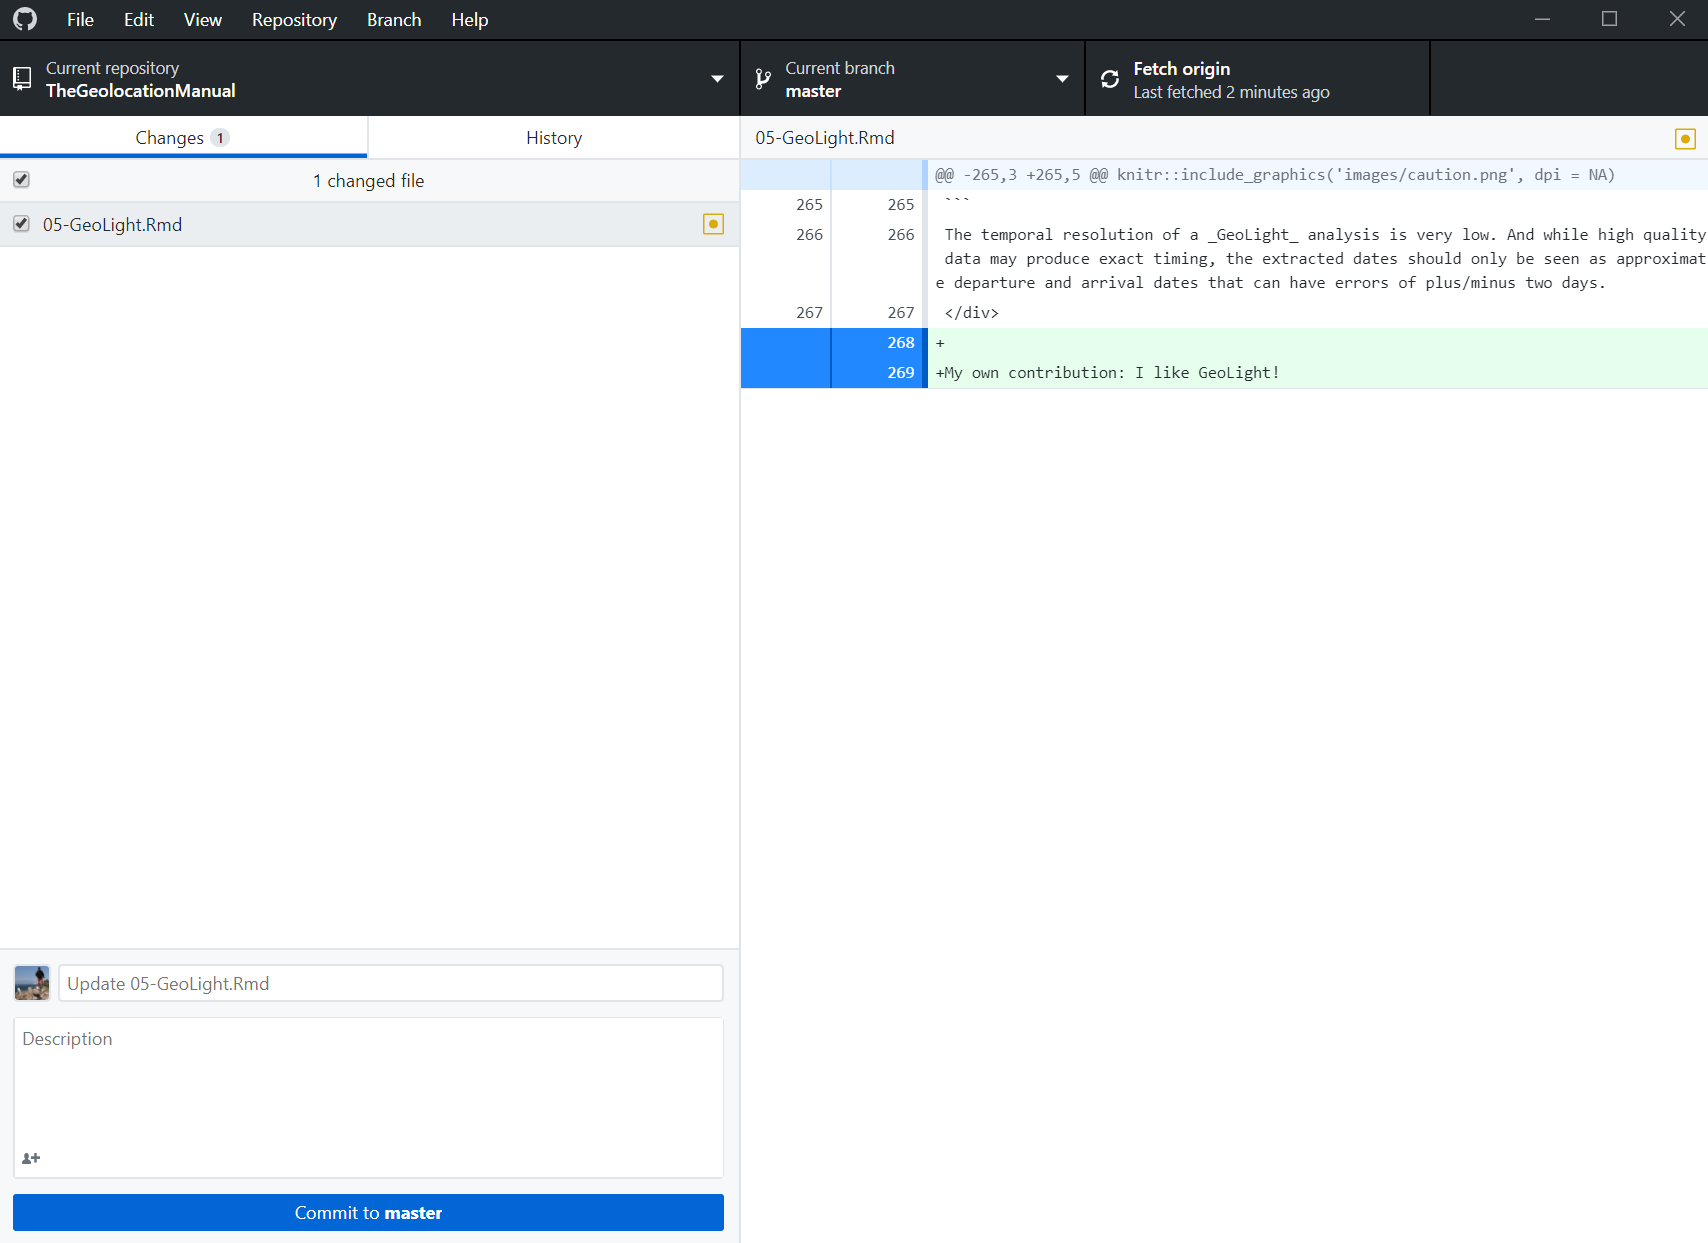 File Edit View Repository Branch Help
Current repository
TheGeolocationManual
Current branch
master
Fetch origin
Last fetched 2 minutes ago
Changes 1
History
1 changed file
05-GeoLight.Rmd
05-GeoLight.Rmd
@@ -265,3 +265,5 @@ knitr::include_graphics('images/caution.png', dpi = NA)
265 265 ```
266 266 The temporal resolution of a _GeoLight_ analysis is very low. And while high quality
data may produce exact timing, the extracted dates should only be seen as approximat
e departure and arrival dates that can have errors of plus/minus two days.
267 267 </div>
268 +
269 +My own contribution: I like GeoLight!
Update 05-GeoLight.Rmd
Description
Commit to master